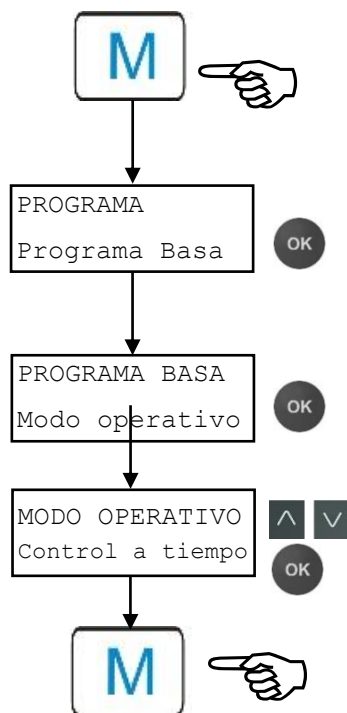 M
PROGRAMA
Programa Basa
OK
PROGRAMA BASA
Modo operativo
OK
MODO OPERATIVO
Control a tiempo
OK
M